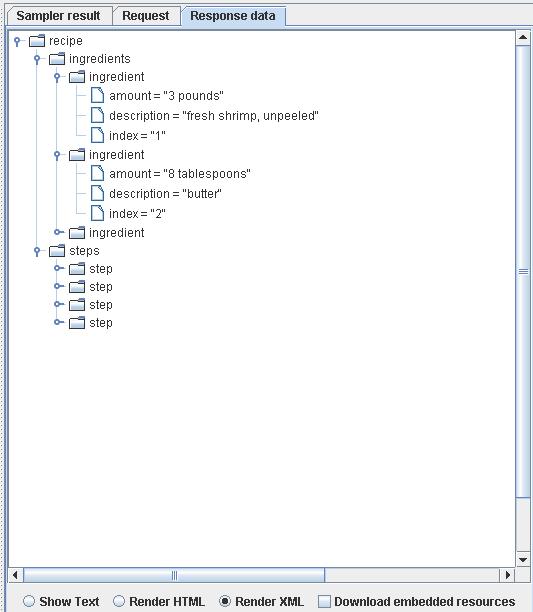 Sampler result Request Response data
recipe
ingredients
ingredient
amount = "3 pounds"
description = "fresh shrimp, unpeeled"
index = "1"
ingredient
amount = "8 tablespoons"
description = "butter"
index = "2"
ingredient
steps
step
step
step
step
Show Text Render HTML Render XML Download embedded resources